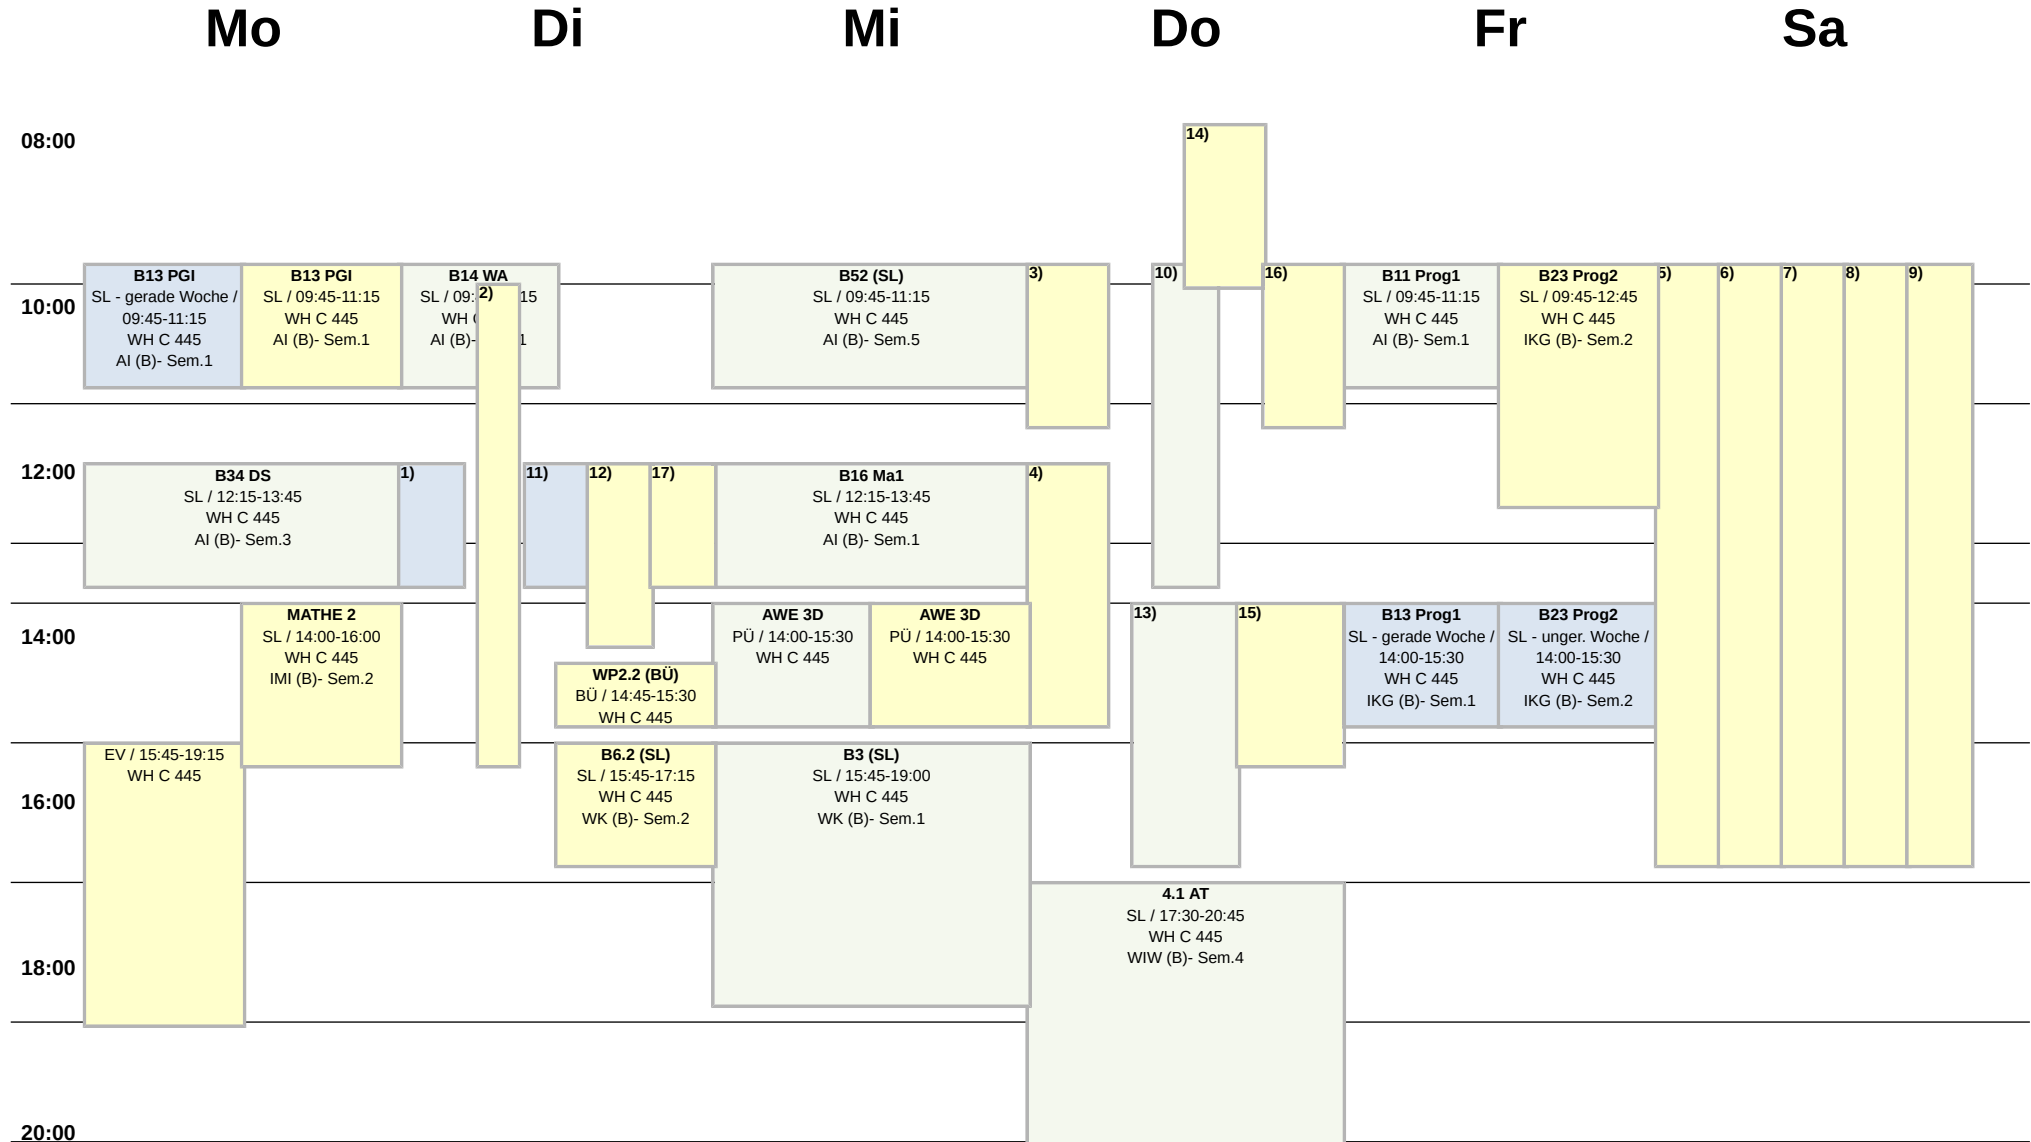 Mo Di Mi Do Fr Sa
08:00
14)
B13 PGI
SL - gerade Woche /
09:45-11:15
WH C 445
AI (B)- Sem.1
B13 PGI
SL / 09:45-11:15
WH C 445
AI (B)- Sem.1
B14 WA
SL / 09: 15
WH
AI (B)- 1
2)
B52 (SL)
SL / 09:45-11:15
WH C 445
AI (B)- Sem.5
3)
10)
16)
B11 Prog1
SL / 09:45-11:15
WH C 445
AI (B)- Sem.1
B23 Prog2
SL / 09:45-12:45
WH C 445
IKG (B)- Sem.2
5)
6)
7)
8)
9)
10:00
12:00
B34 DS
SL / 12:15-13:45
WH C 445
AI (B)- Sem.3
1)
11)
12)
17)
B16 Ma1
SL / 12:15-13:45
WH C 445
AI (B)- Sem.1
4)
14:00
MATHE 2
SL / 14:00-16:00
WH C 445
IMI (B)- Sem.2
WP2.2 (BÜ)
BÜ / 14:45-15:30
WH C 445
AWE 3D
PÜ / 14:00-15:30
WH C 445
AWE 3D
PÜ / 14:00-15:30
WH C 445
13)
15)
B13 Prog1
SL - gerade Woche /
14:00-15:30
WH C 445
IKG (B)- Sem.1
B23 Prog2
SL - unger. Woche /
14:00-15:30
WH C 445
IKG (B)- Sem.2
EV / 15:45-19:15
WH C 445
B6.2 (SL)
SL / 15:45-17:15
WH C 445
WK (B)- Sem.2
B3 (SL)
SL / 15:45-19:00
WH C 445
WK (B)- Sem.1
16:00
4.1 AT
SL / 17:30-20:45
WH C 445
WIW (B)- Sem.4
18:00
20:00